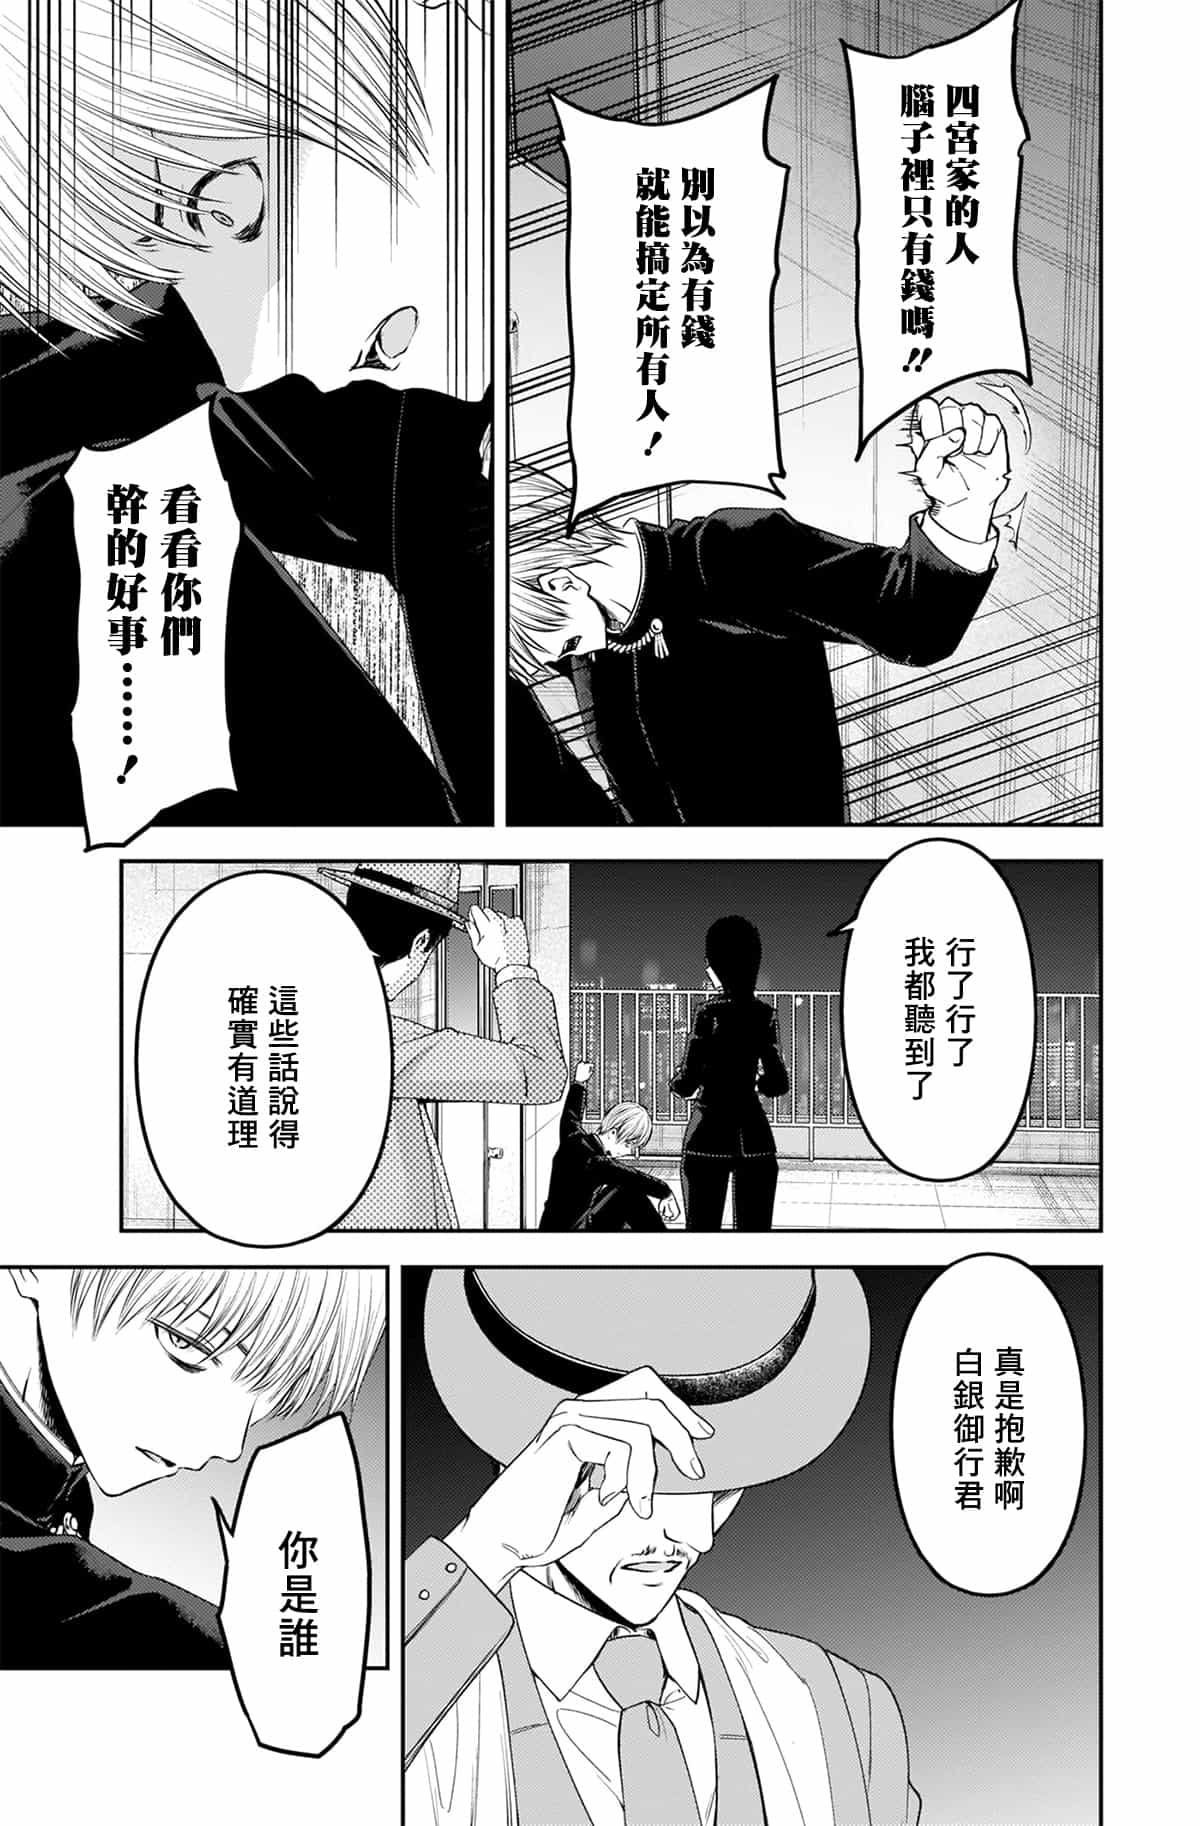 四宮家的人
腦子裡只有錢嗎!!
別以為有錢
就能搞定所有人!
看看你們
幹的好事……!
行了行了
我都聽到了
這些話說得
確實有道理
真是抱歉啊
白銀御行君
你是誰